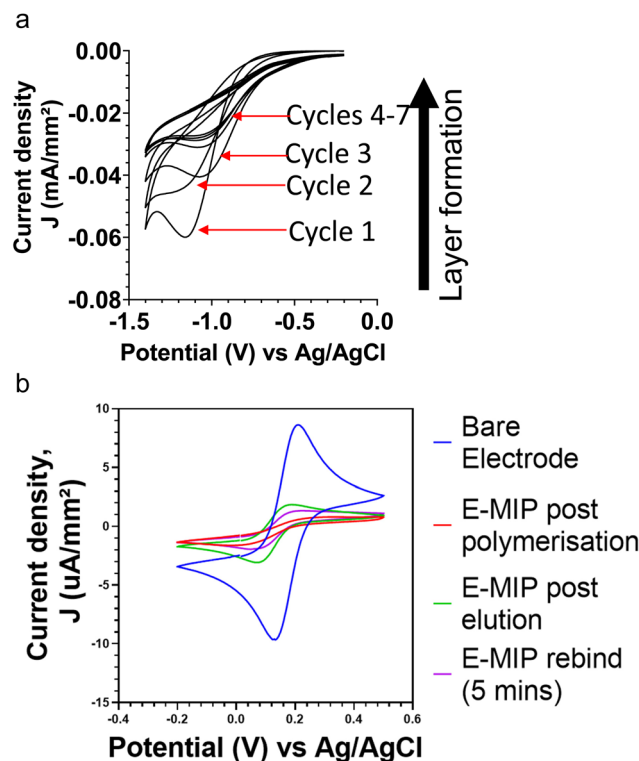 a
0.00
-0.02
-0.04
-0.06
-0.08
Current density
J (mA/mm²)
Cycles 4-7
Cycle 3
Cycle 2
Cycle 1
Layer formation
-1.5
-1.0
-0.5
0.0
Potential (V) vs Ag/AgCl
b
10
5
0
-5
-10
-15
Current density,
J (uA/mm²)
-0.4
-0.2
0.0
0.2
0.4
0.6
Potential (V) vs Ag/AgCl
Bare
Electrode
E-MIP post
polymerisation
E-MIP post
elution
E-MIP rebind
(5 mins)